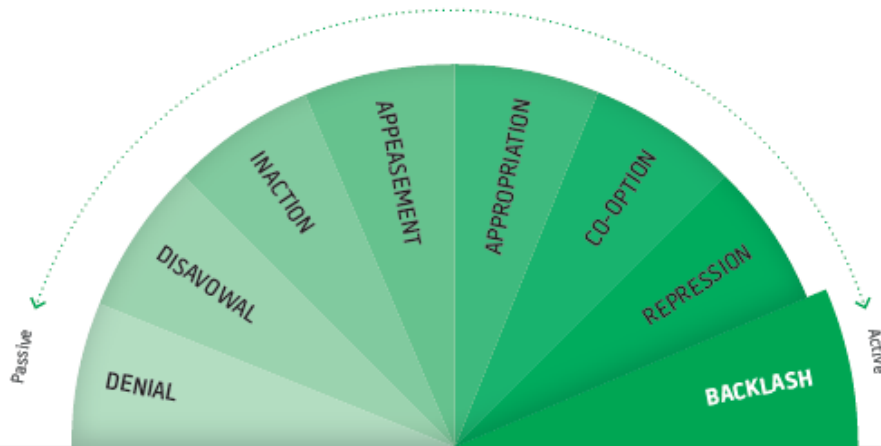 Passive
DENIAL
DISAVOWAL
INACTION
APPEASEMENT
APPROPRIATION
CO-OPTION
REPRESSION
BACKLASH
Active